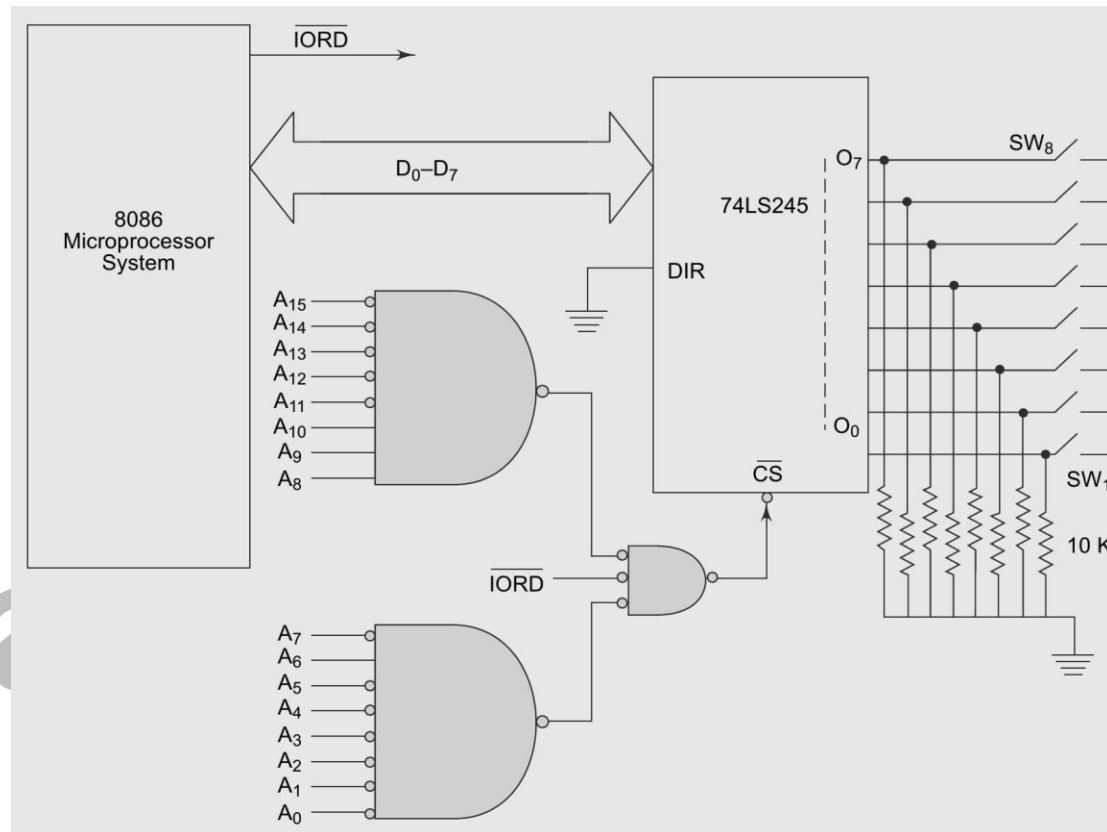 IORD
D₀–D₇
8086
Microprocessor
System
74LS245
O₇
SW₈
DIR
A₁₅
A₁₄
A₁₃
A₁₂
A₁₁
A₁₀
A₉
A₈
O₀
CS
SW₁
10 K
IORD
A₇
A₆
A₅
A₄
A₃
A₂
A₁
A₀